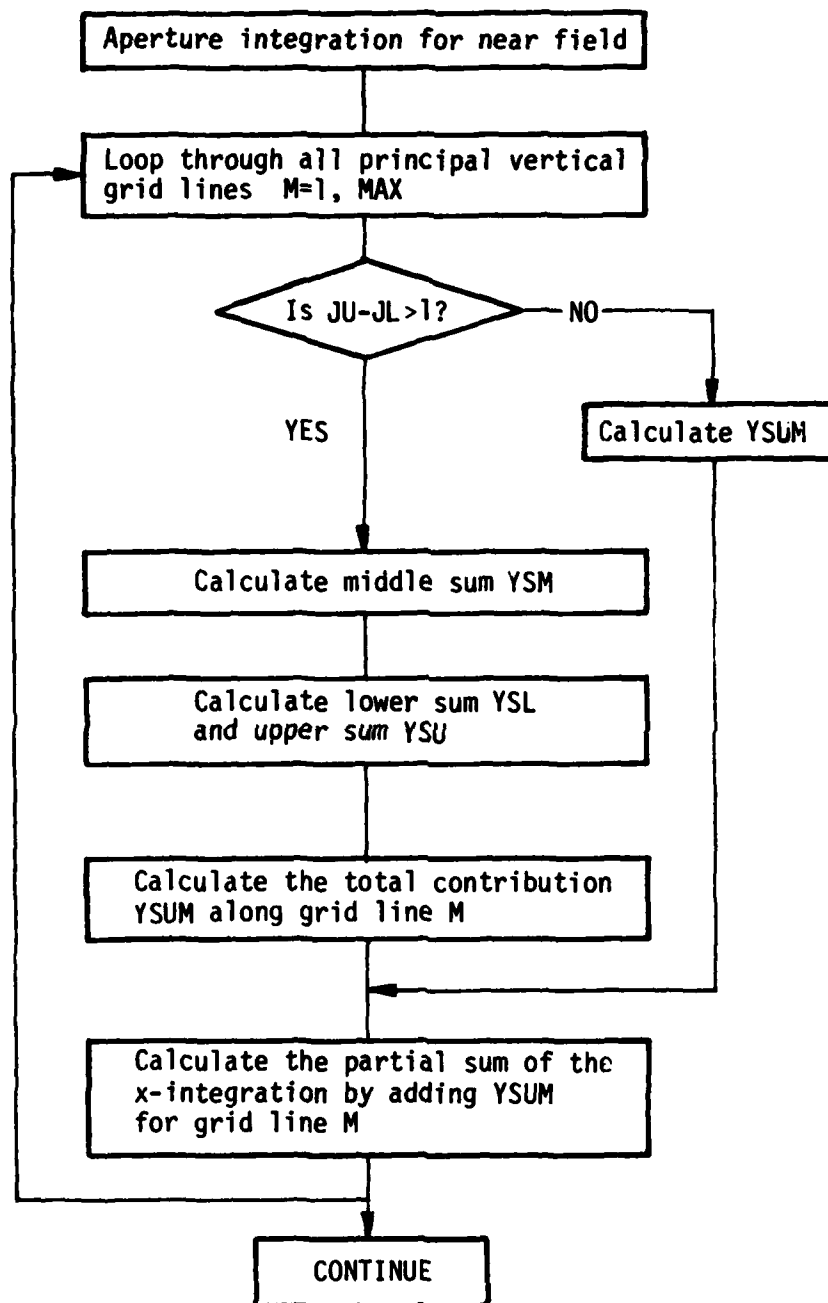 Aperture integration for near field
Loop through all principal vertical
grid lines M=1, MAX
Is JU-JL>1?
NO
YES
Calculate YSUM
Calculate middle sum YSM
Calculate lower sum YSL
and upper sum YSU
Calculate the total contribution
YSUM along grid line M
Calculate the partial sum of the
x-integration by adding YSUM
for grid line M
CONTINUE